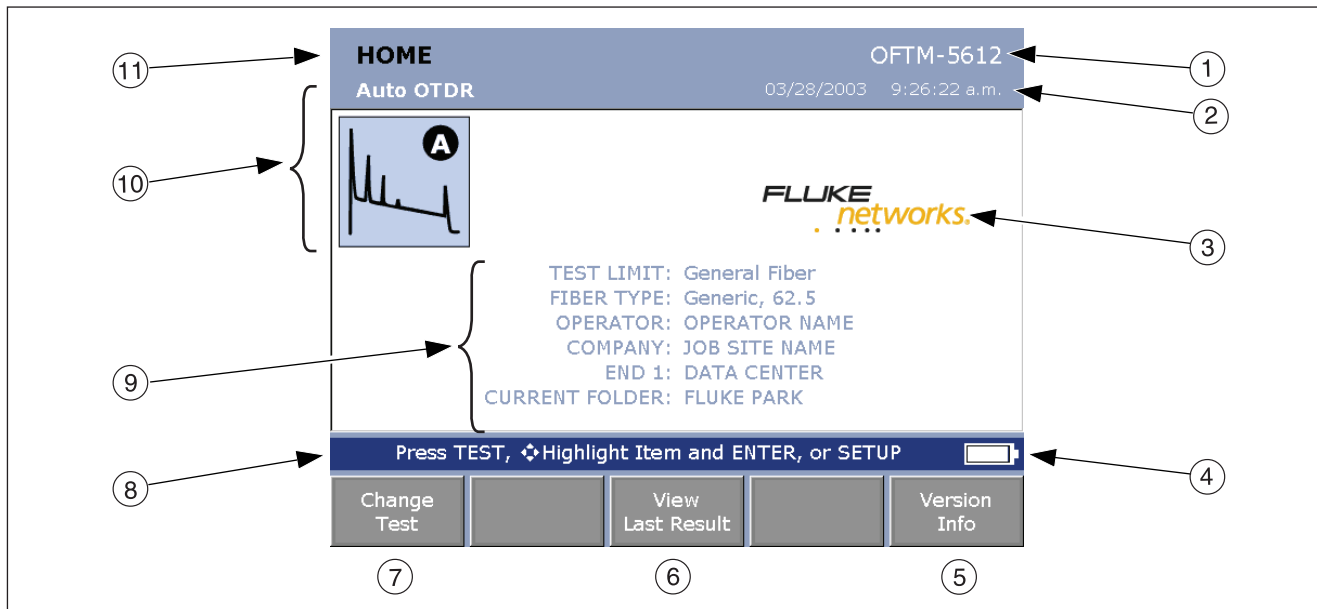 HOME
OFTM-5612
Auto OTDR
03/28/2003 9:26:22 a.m.
A
FLUKE
networks.
TEST LIMIT: General Fiber
FIBER TYPE: Generic, 62.5
OPERATOR: OPERATOR NAME
COMPANY: JOB SITE NAME
END 1: DATA CENTER
CURRENT FOLDER: FLUKE PARK
Press TEST, Highlight Item and ENTER, or SETUP
Change
Test
View
Last Result
Version
Info
11
1
2
10
3
9
8
4
7
6
5